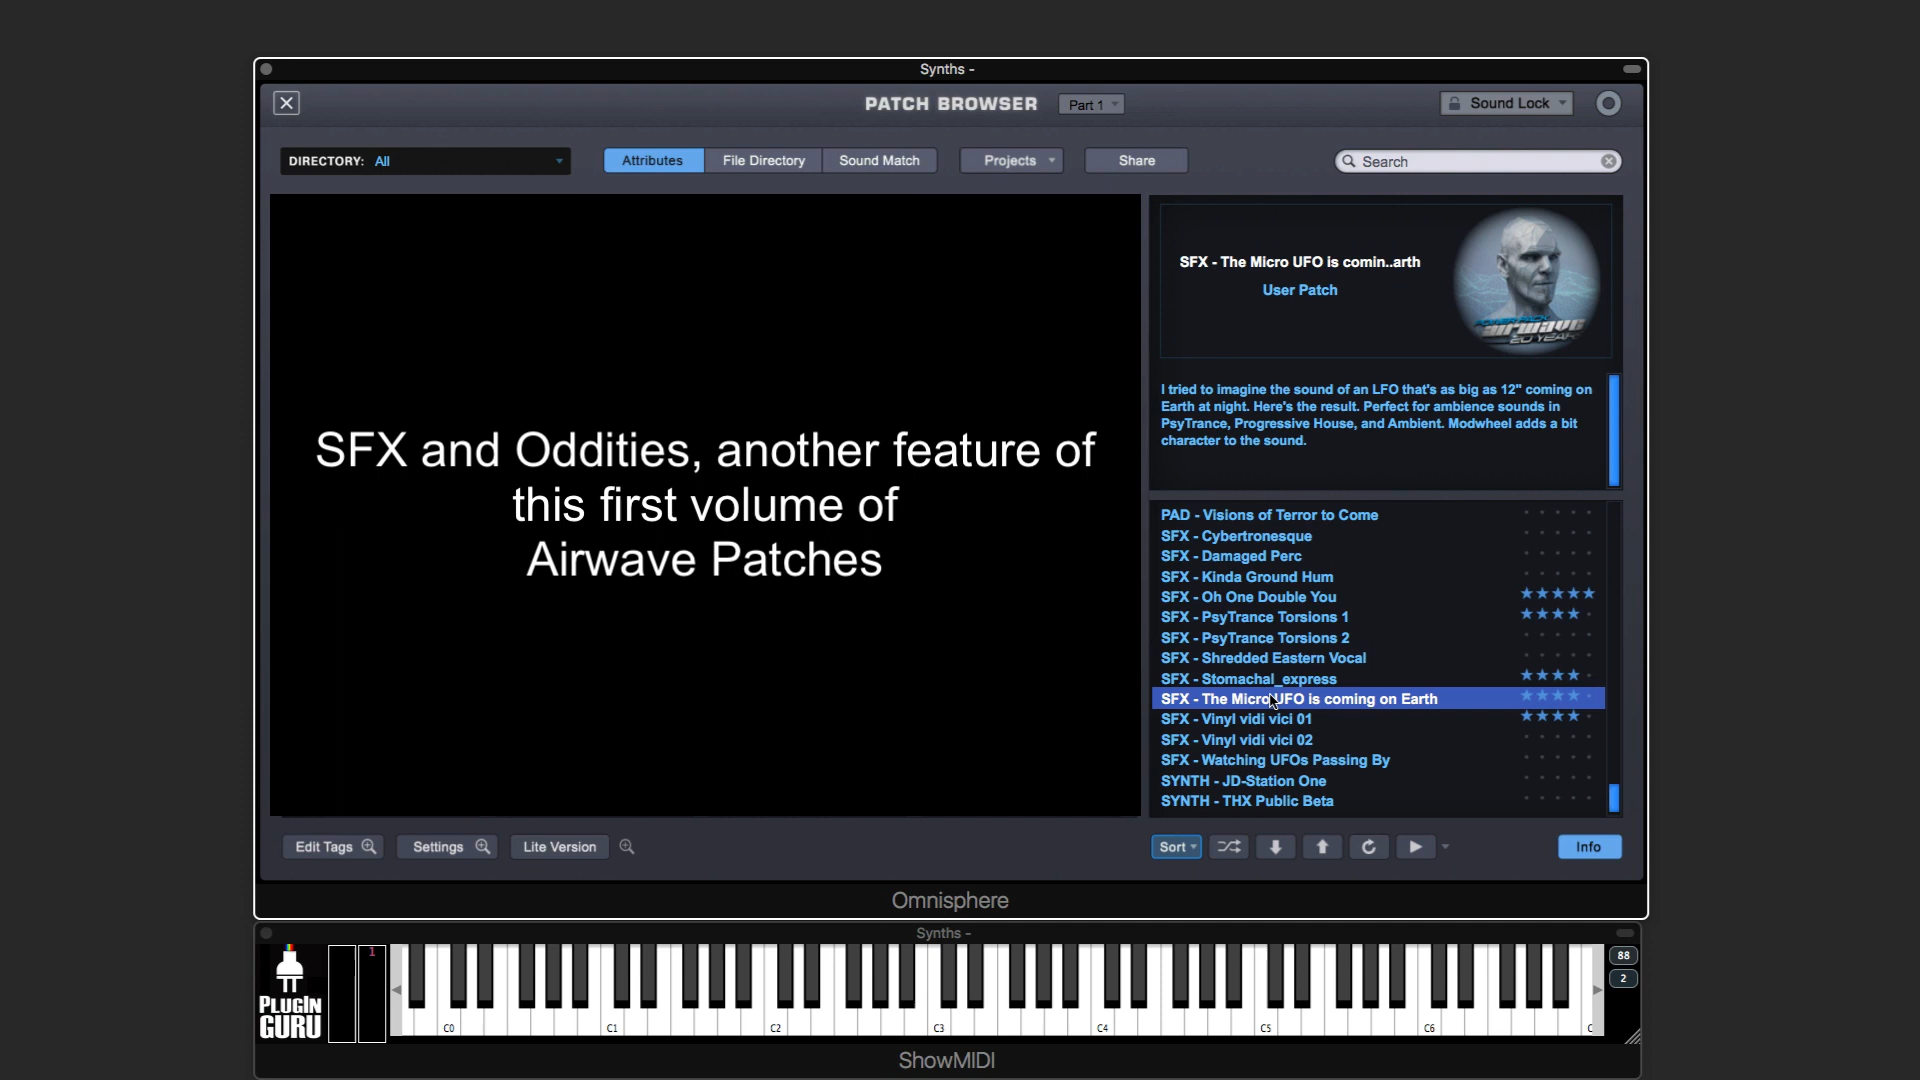 Synths -
PATCH BROWSER
Part 1
Sound Lock
DIRECTORY: All
Attributes
File Directory
Sound Match
Projects
Share
Search
SFX and Oddities, another feature of
this first volume of
Airwave Patches
SFX - The Micro UFO is comin..arth
User Patch
POWER PACK
airwave
20 YEARS
I tried to imagine the sound of an LFO that's as big as 12" coming on
Earth at night. Here's the result. Perfect for ambience sounds in
PsyTrance, Progressive House, and Ambient. Modwheel adds a bit
character to the sound.
PAD - Visions of Terror to Come
SFX - Cybertronesque
SFX - Damaged Perc
SFX - Kinda Ground Hum
SFX - Oh One Double You
SFX - PsyTrance Torsions 1
SFX - PsyTrance Torsions 2
SFX - Shredded Eastern Vocal
SFX - Stomachal_express
SFX - The Micro UFO is coming on Earth
SFX - Vinyl vidi vici 01
SFX - Vinyl vidi vici 02
SFX - Watching UFOs Passing By
SYNTH - JD-Station One
SYNTH - THX Public Beta
Edit Tags
Settings
Lite Version
Sort
Info
Omnisphere
Synths -
PLUGIN
GURU
1
88
2
C0
C1
C2
C3
C4
C5
C6
C
ShowMIDI